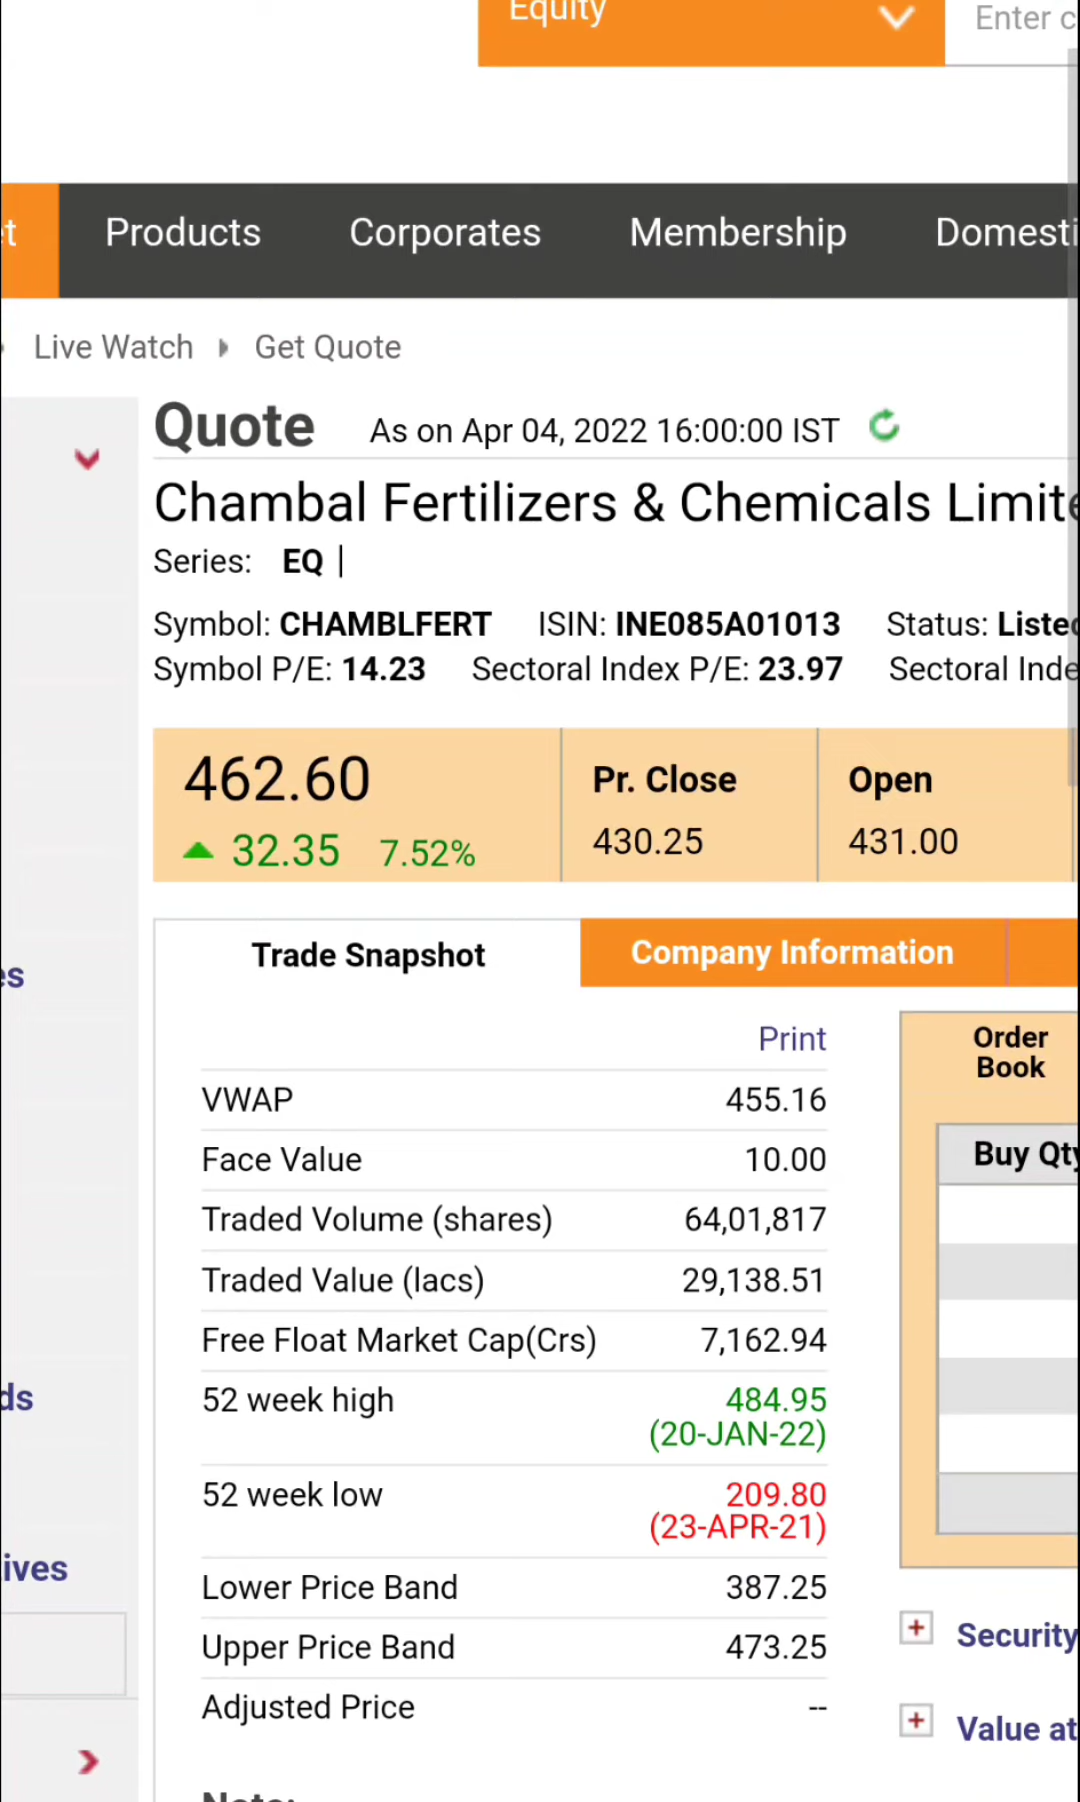 Equity
Enter c
t
Products
Corporates
Membership
Domesti
Live Watch
Get Quote
Quote
As on Apr 04, 2022 16:00:00 IST
Chambal Fertilizers & Chemicals Limite
Series: EQ |
Symbol: CHAMBLFERT ISIN: INE085A01013 Status: Listed
Symbol P/E: 14.23 Sectoral Index P/E: 23.97 Sectoral Inde
462.60
32.35 7.52%
Pr. Close
430.25
Open
431.00
Trade Snapshot
Company Information
Print
VWAP 455.16
Face Value 10.00
Traded Volume (shares) 64,01,817
Traded Value (lacs) 29,138.51
Free Float Market Cap(Crs) 7,162.94
52 week high 484.95
(20-JAN-22)
52 week low 209.80
(23-APR-21)
Lower Price Band 387.25
Upper Price Band 473.25
Adjusted Price --
Order
Book
Buy Qty
Security
Value at
es
ds
ives
Note: